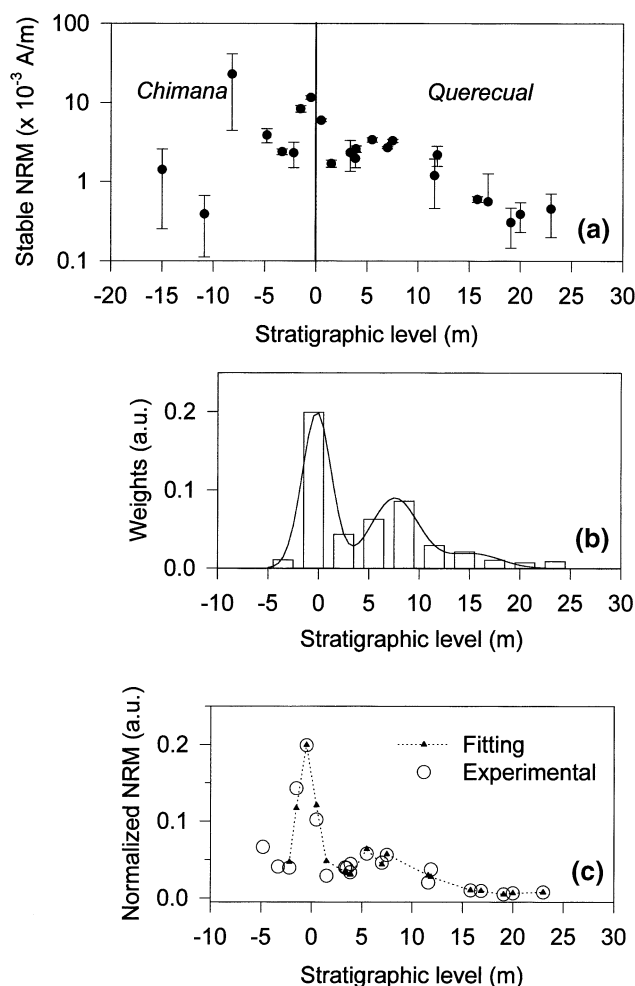 100
10
1
0.1
Stable NRM (x 10-3 A/m)
Chimana
Querecual
(a)
-20 -15 -10 -5 0 5 10 15 20 25 30
Stratigraphic level (m)
0.2
0.1
0.0
Weights (a.u.)
(b)
-10 -5 0 5 10 15 20 25 30
Stratigraphic level (m)
0.2
0.1
0.0
Normalized NRM (a.u.)
Fitting
Experimental
(c)
-10 -5 0 5 10 15 20 25 30
Stratigraphic level (m)